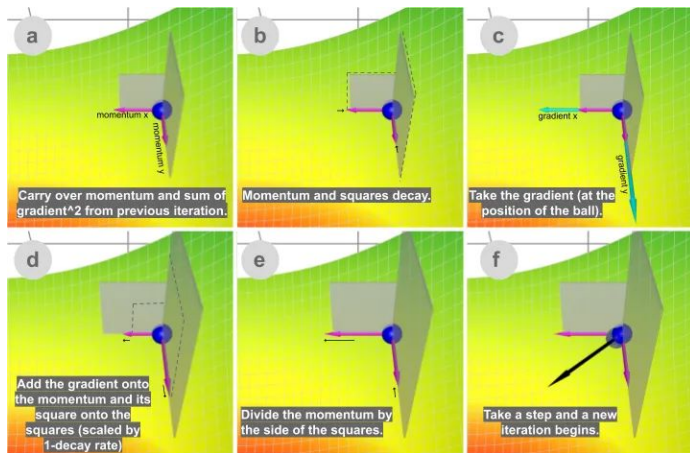 a
momentum x
momentum y
Carry over momentum and sum of
gradient^2 from previous iteration.
b
Momentum and squares decay.
c
gradient x
gradient y
Take the gradient (at the
position of the ball).
d
Add the gradient onto
the momentum and its
square onto the
squares (scaled by
1-decay rate)
e
Divide the momentum by
the side of the squares.
f
Take a step and a new
iteration begins.